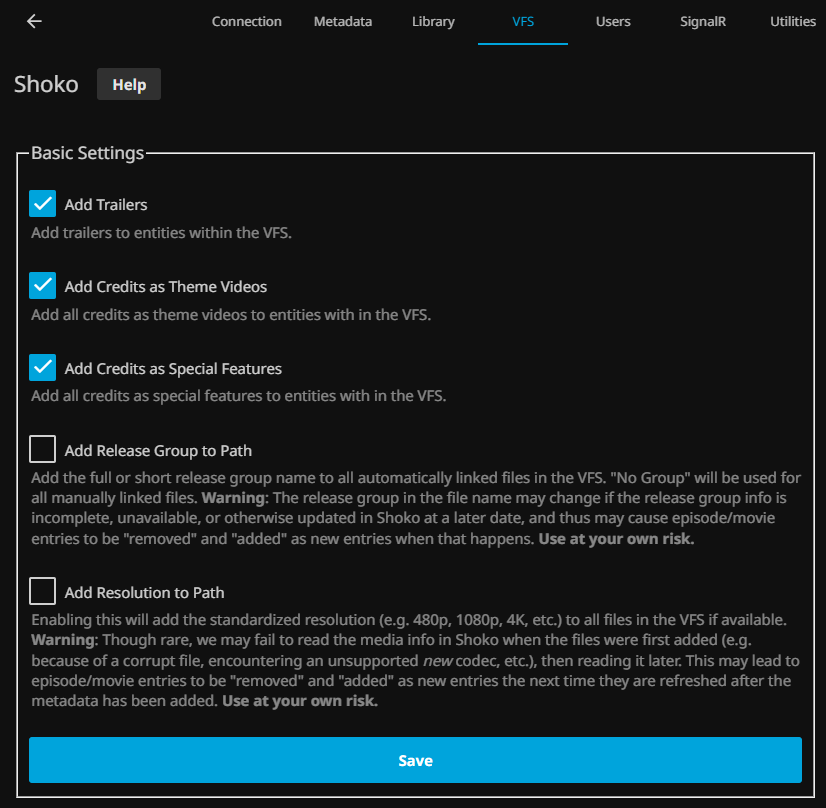 Connection Metadata Library VFS Users SignalR Utilities
Shoko Help
Basic Settings
Add Trailers
Add trailers to entities within the VFS.
Add Credits as Theme Videos
Add all credits as theme videos to entities with in the VFS.
Add Credits as Special Features
Add all credits as special features to entities with in the VFS.
Add Release Group to Path
Add the full or short release group name to all automatically linked files in the VFS. "No Group" will be used for
all manually linked files. Warning: The release group in the file name may change if the release group info is
incomplete, unavailable, or otherwise updated in Shoko at a later date, and thus may cause episode/movie
entries to be "removed" and "added" as new entries when that happens. Use at your own risk.
Add Resolution to Path
Enabling this will add the standardized resolution (e.g. 480p, 1080p, 4K, etc.) to all files in the VFS if available.
Warning: Though rare, we may fail to read the media info in Shoko when the files were first added (e.g.
because of a corrupt file, encountering an unsupported new codec, etc.), then reading it later. This may lead to
episode/movie entries to be "removed" and "added" as new entries the next time they are refreshed after the
metadata has been added. Use at your own risk.
Save